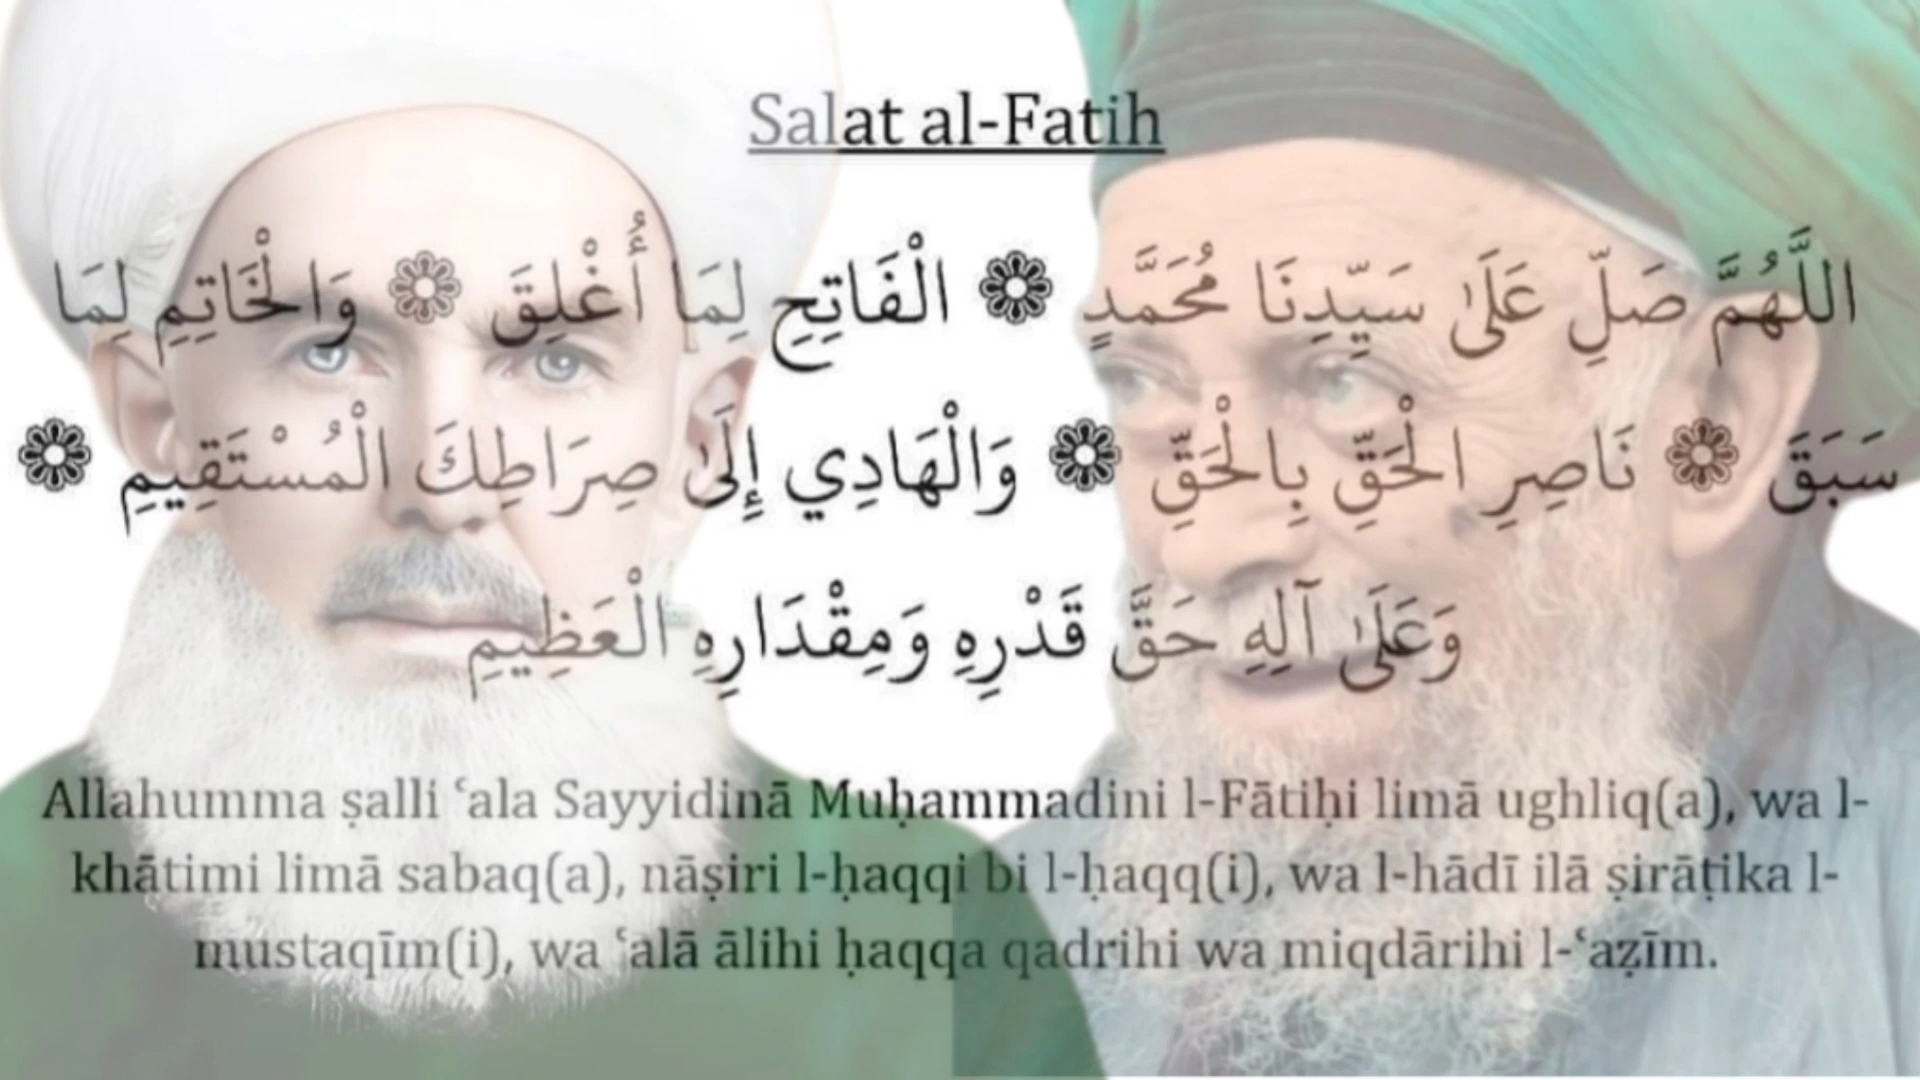 Salat al-Fatih
اللَّهُمَّ صَلِّ عَلَىٰ سَيِّدِنَا مُحَمَّدٍ ❁ الْفَاتِحِ لِمَا أُغْلِقَ ❁ وَالْخَاتِمِ لِمَا
سَبَقَ ❁ نَاصِرِ الْحَقِّ بِالْحَقِّ ❁ وَالْهَادِي إِلَىٰ صِرَاطِكَ الْمُسْتَقِيمِ ❁
وَعَلَىٰ آلِهِ حَقَّ قَدْرِهِ وَمِقْدَارِهِ الْعَظِيمِ
Allahumma ṣalli ʿala Sayyidinā Muḥammadini l-Fātiḥi limā ughliq(a), wa l-
khātimi limā sabaq(a), nāṣiri l-ḥaqqi bi l-ḥaqq(i), wa l-hādī ilā ṣirāṭika l-
mustaqīm(i), wa ʿalā ālihi ḥaqqa qadrihi wa miqdārihi l-ʿaẓīm.